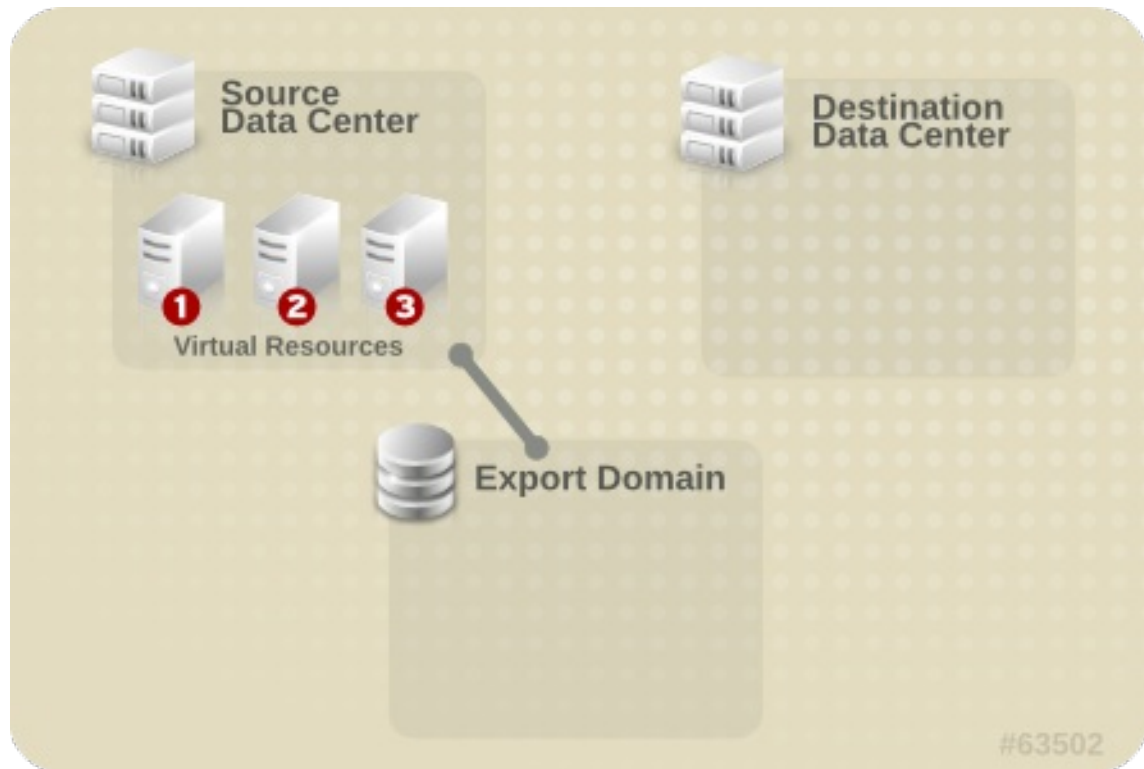 Source
Data Center
Destination
Data Center
1 2 3
Virtual Resources
Export Domain
#63502